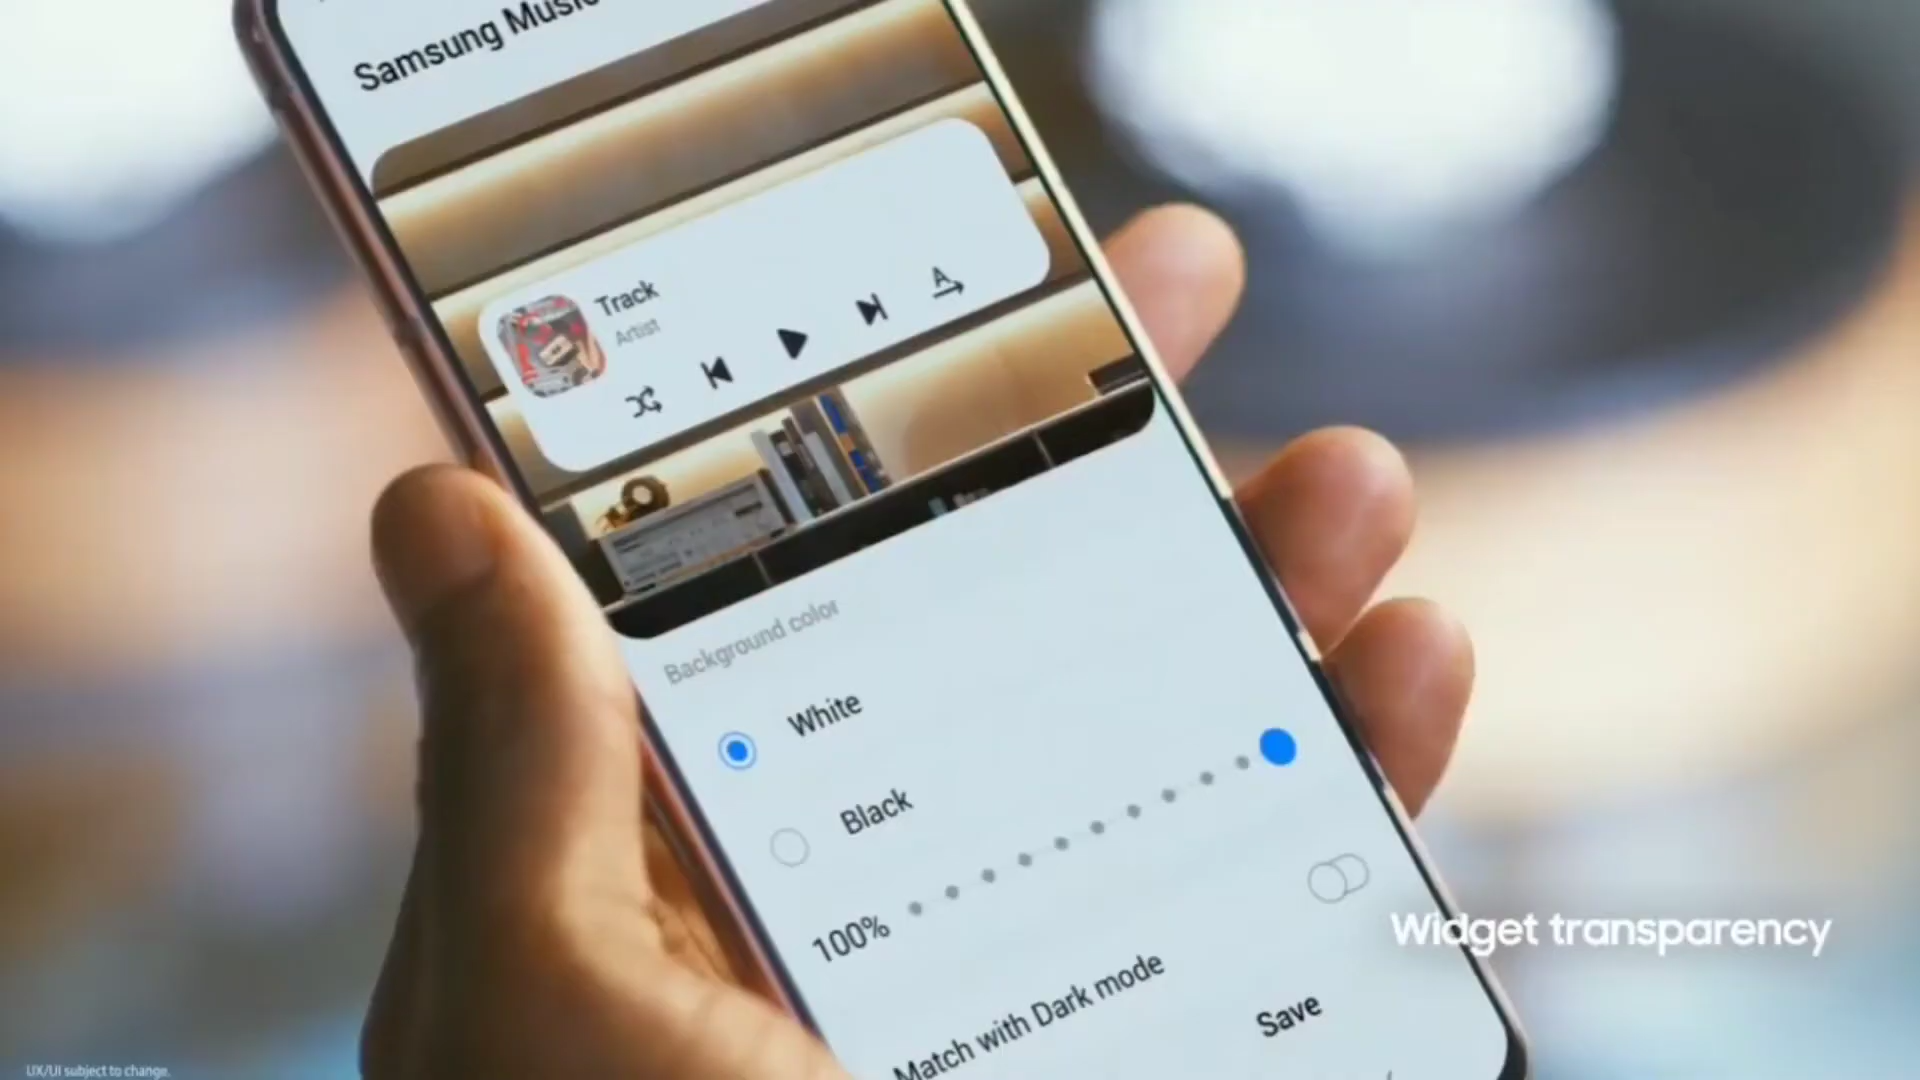 Samsung Music
Track
Artist
Background color
White
Black
100%
Match with Dark mode
Save
Widget transparency
UX/UI subject to change.